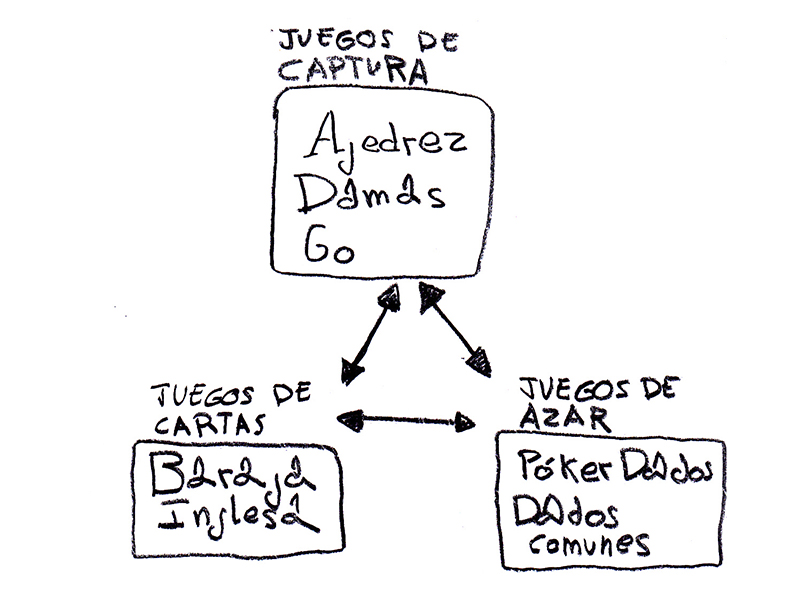 JUEGOS DE
CAPTURA
Ajedrez
Damas
Go
JUEGOS DE
CARTAS
Baraja
Inglesa
JUEGOS DE
AZAR
Póker DAdos
DAdos
comunes